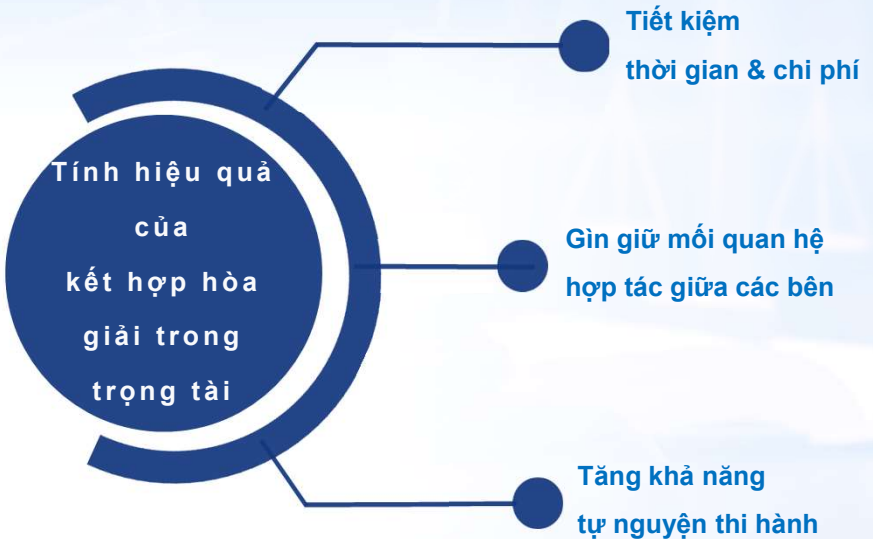 Tiết kiệm
thời gian & chi phí
Tính hiệu quả
của
kết hợp hòa
giải trong
trọng tài
Gìn giữ mối quan hệ
hợp tác giữa các bên
Tăng khả năng
tự nguyện thi hành